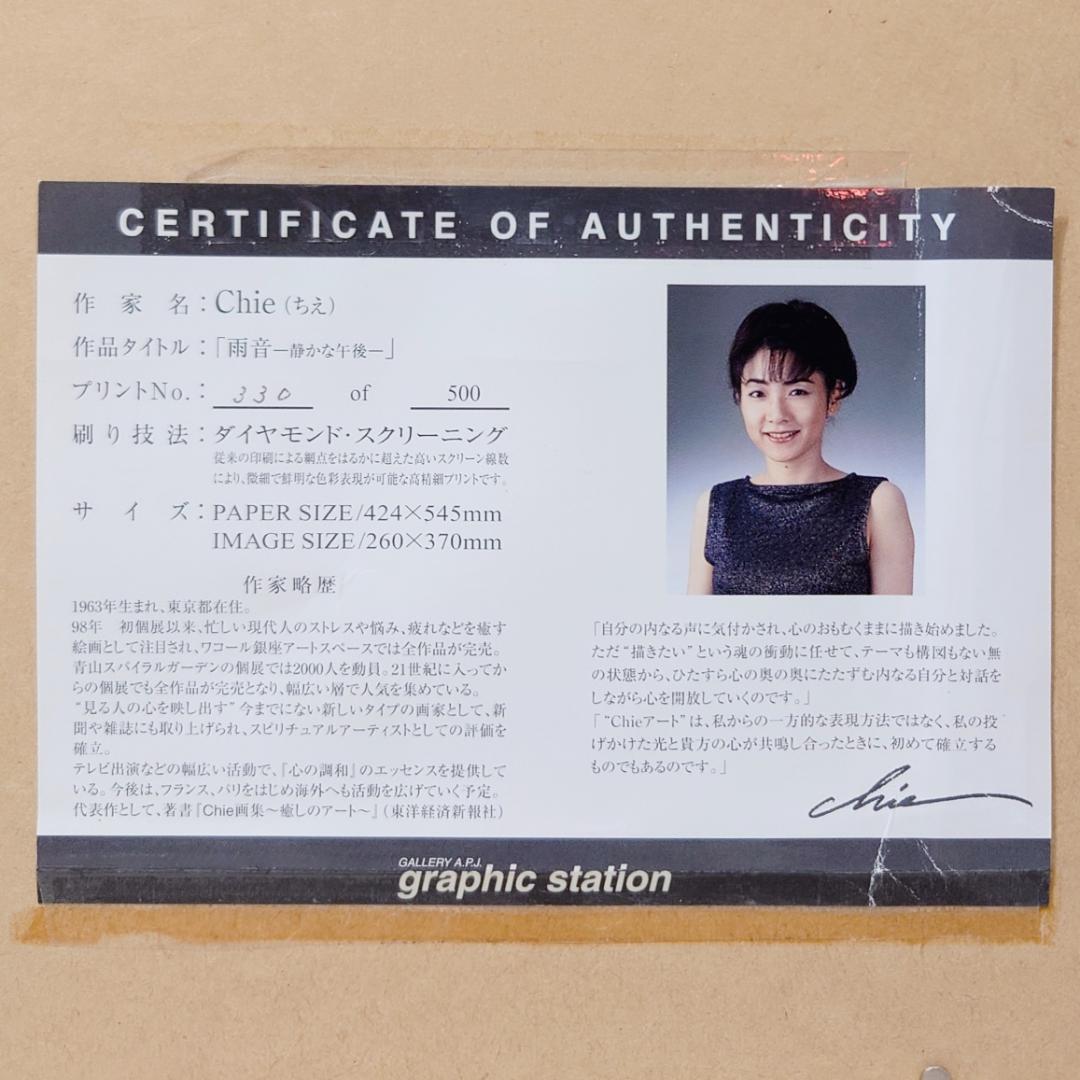 CERTIFICATE OF AUTHENTICITY
作家名：Chie（ちえ）
作品タイトル：「雨音―静かな午後―」
プリントNo.： 330 of 500
刷り技法：ダイヤモンド・スクリーニング
従来の印刷による網点をはるかに超えた高いスクリーン線数
により、微細で鮮明な色彩表現が可能な高精細プリントです。
サイズ：PAPER SIZE/424×545mm
IMAGE SIZE/260×370mm
作家略歴
1963年生まれ、東京都在住。
98年　初個展以来、忙しい現代人のストレスや悩み、疲れなどを癒す
絵画として注目され、ワコール銀座アートスペースでは全作品が完売。
青山スパイラルガーデンの個展では2000人を動員。21世紀に入ってか
らの個展でも全作品が完売となり、幅広い層で人気を集めている。
“見る人の心を映し出す”今までにない新しいタイプの画家として、新
聞や雑誌にも取り上げられ、スピリチュアルアーティストとしての評価を
確立。
テレビ出演などの幅広い活動で、『心の調和』のエッセンスを提供して
いる。今後は、フランス、パリをはじめ海外へも活動を広げていく予定。
代表作として、著書『Chie画集～癒しのアート～』（東洋経済新報社）
「自分の内なる声に気付かされ、心のおもむくままに描き始めました。
ただ“描きたい”という魂の衝動に任せて、テーマも構図もない無
の状態から、ひたすら心の奥の奥にたたずむ内なる自分と対話を
しながら心を開放していくのです。」
「“Chieアート”は、私からの一方的な表現方法ではなく、私の投
げかけた光と貴方の心が共鳴し合ったときに、初めて確立する
ものでもあるのです。」
Chie
GALLERY A.P.J.
graphic station